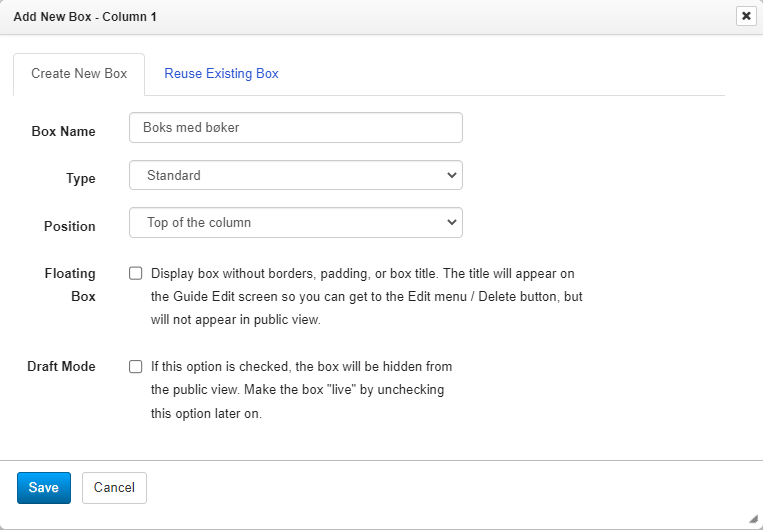 Add New Box - Column 1
Create New Box
Reuse Existing Box
Box Name
Boks med bøker
Type
Standard
Position
Top of the column
Floating
Box
Display box without borders, padding, or box title. The title will appear on
the Guide Edit screen so you can get to the Edit menu / Delete button, but
will not appear in public view.
Draft Mode
If this option is checked, the box will be hidden from
the public view. Make the box "live" by unchecking
this option later on.
Save
Cancel